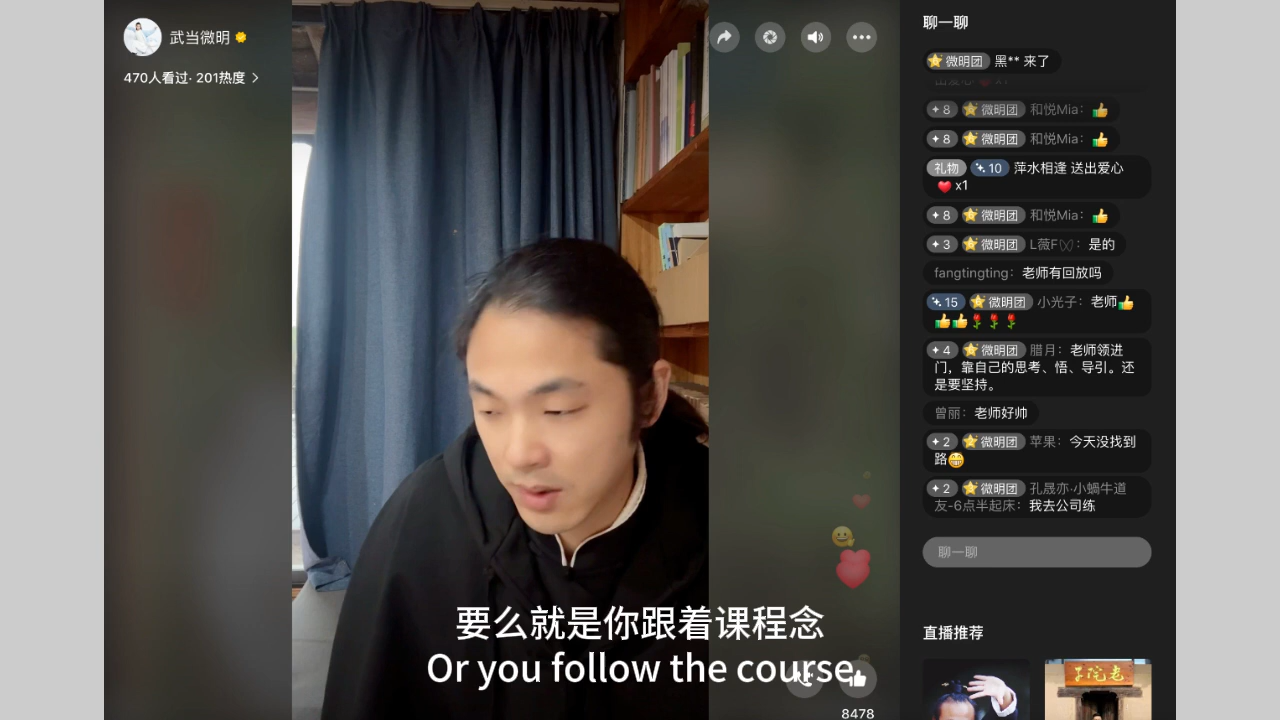 武当微明
470人看过· 201热度 >
聊一聊
微明团 黑** 来了
8 微明团 和悦Mia：👍
8 微明团 和悦Mia：👍
礼物 10 萍水相逢 送出爱心
❤️ x1
8 微明团 和悦Mia：👍
3 微明团 L薇F：是的
fangtingting：老师有回放吗
15 微明团 小光子：老师👍
👍👍🌹🌹🌹
4 微明团 腊月：老师领进
门，靠自己的思考、悟、导引。还
是要坚持。
曾丽：老师好帅
2 微明团 苹果：今天没找到
路😁
2 微明团 孔晟亦·小蝸牛道
友-6点半起床：我去公司练
聊一聊
要么就是你跟着课程念
Or you follow the course
8478
直播推荐
老院子